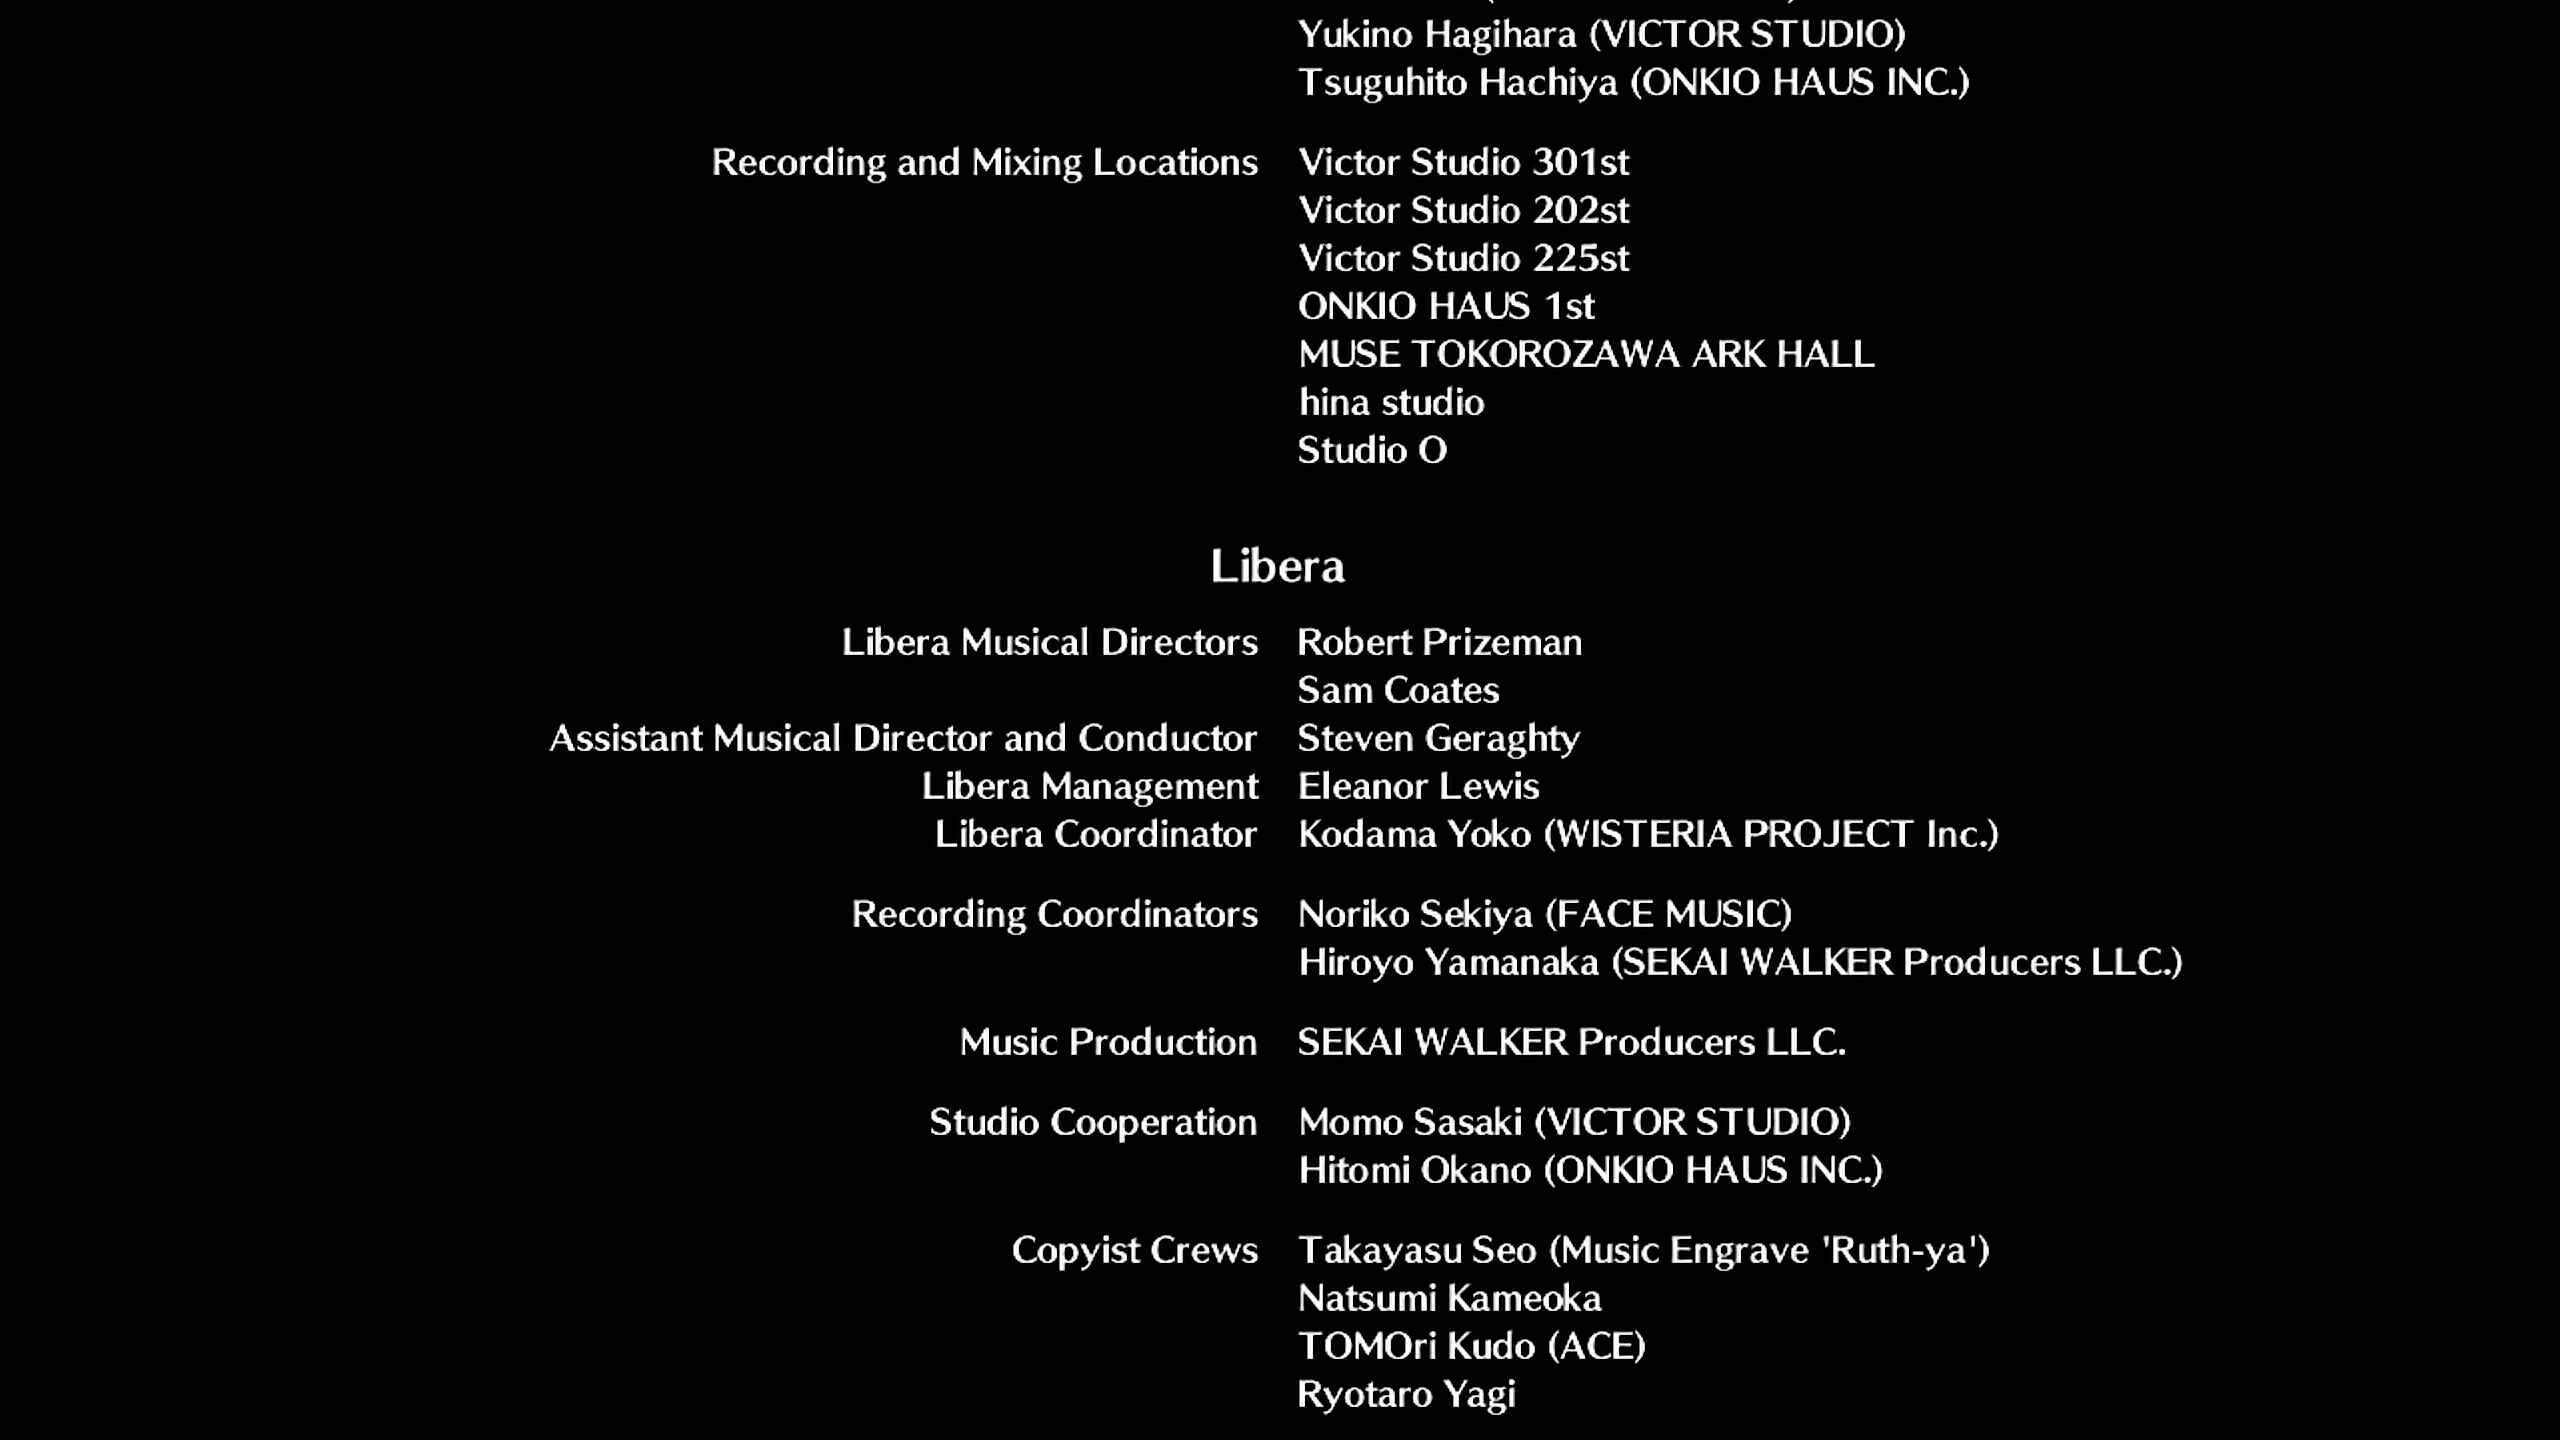 Yukino Hagihara (VICTOR STUDIO)
Tsuguhito Hachiya (ONKIO HAUS INC.)
Recording and Mixing Locations Victor Studio 301st
Victor Studio 202st
Victor Studio 225st
ONKIO HAUS 1st
MUSE TOKOROZAWA ARK HALL
hina studio
Studio O
Libera
Libera Musical Directors Robert Prizeman
Sam Coates
Assistant Musical Director and Conductor Steven Geraghty
Libera Management Eleanor Lewis
Libera Coordinator Kodama Yoko (WISTERIA PROJECT Inc.)
Recording Coordinators Noriko Sekiya (FACE MUSIC)
Hiroyo Yamanaka (SEKAI WALKER Producers LLC.)
Music Production SEKAI WALKER Producers LLC.
Studio Cooperation Momo Sasaki (VICTOR STUDIO)
Hitomi Okano (ONKIO HAUS INC.)
Copyist Crews Takayasu Seo (Music Engrave 'Ruth-ya')
Natsumi Kameoka
TOMOri Kudo (ACE)
Ryotaro Yagi